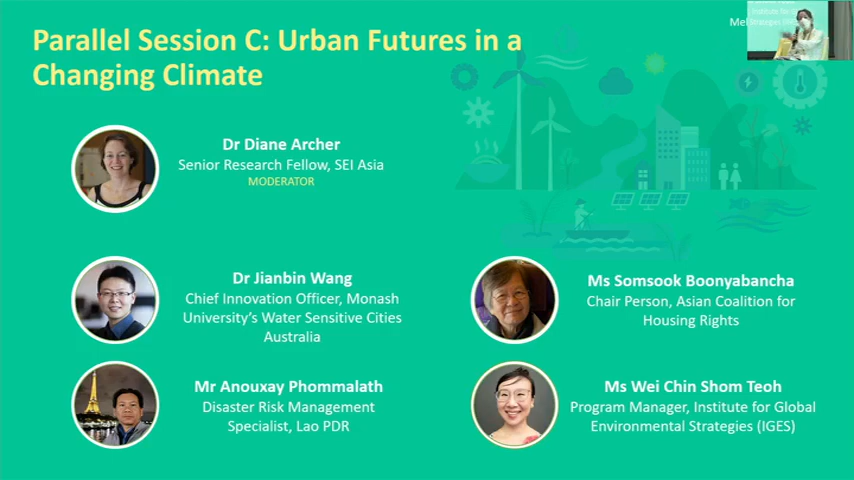 Parallel Session C: Urban Futures in a
Changing Climate
Dr Diane Archer
Senior Research Fellow, SEI Asia
MODERATOR
Dr Jianbin Wang
Chief Innovation Officer, Monash
University's Water Sensitive Cities
Australia
Ms Somsook Boonyabancha
Chair Person, Asian Coalition for
Housing Rights
Mr Anouxay Phommalath
Disaster Risk Management
Specialist, Lao PDR
Ms Wei Chin Shom Teoh
Program Manager, Institute for Global
Environmental Strategies (IGES)
Mel